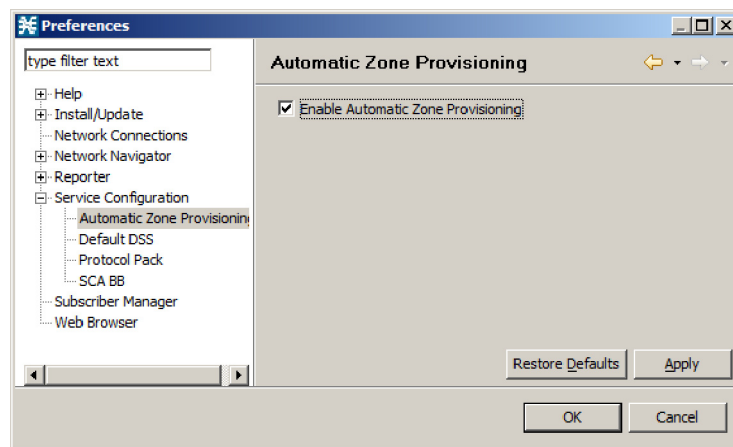 Preferences
type filter text
Help
Install/Update
Network Connections
Network Navigator
Reporter
Service Configuration
Automatic Zone Provisioning
Default DSS
Protocol Pack
SCA BB
Subscriber Manager
Web Browser
Automatic Zone Provisioning
Enable Automatic Zone Provisioning
Restore Defaults
Apply
OK
Cancel